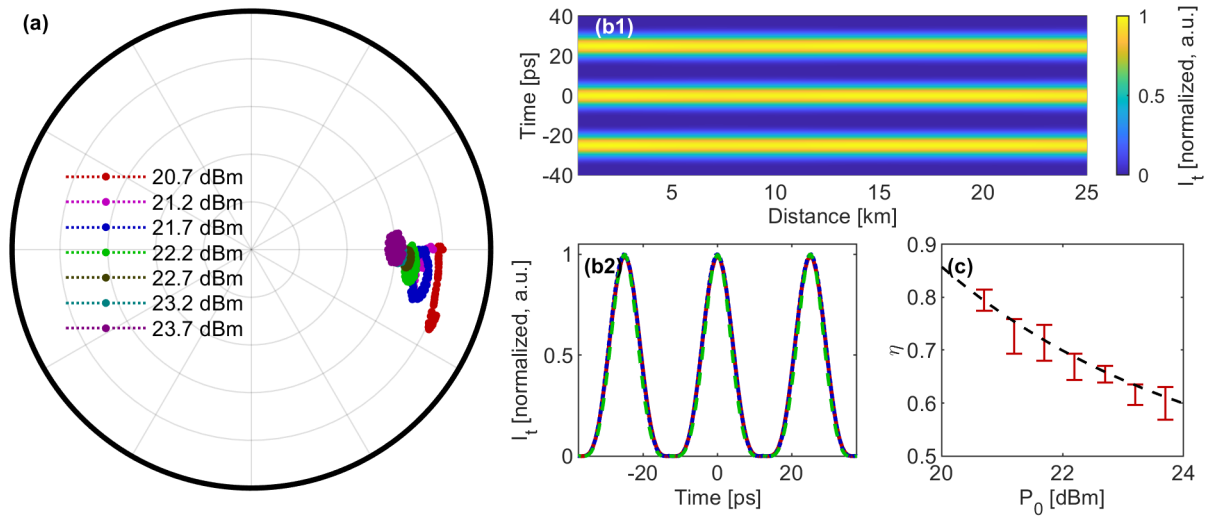 (a)
20.7 dBm
21.2 dBm
21.7 dBm
22.2 dBm
22.7 dBm
23.2 dBm
23.7 dBm
(b1)
40
20
0
-20
-40
Time [ps]
5
10
15
20
25
Distance [km]
1
0.5
0
I_t [normalized, a.u.]
(b2)
1
0.5
0
I_t [normalized, a.u.]
-20
0
20
Time [ps]
(c)
0.9
0.8
0.7
0.6
0.5
η
20
22
24
P_0 [dBm]